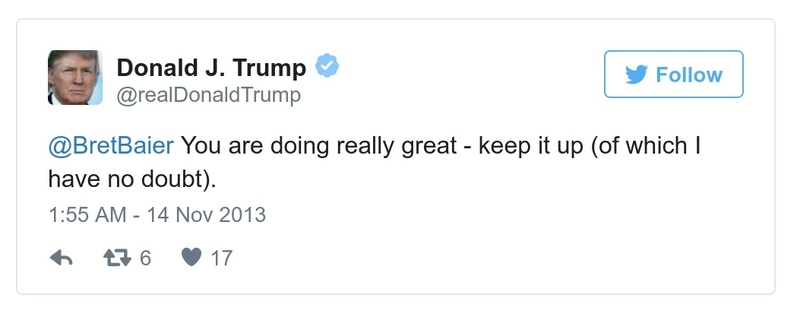 Donald J. Trump
@realDonaldTrump
Follow
@BretBaier You are doing really great - keep it up (of which I
have no doubt).
1:55 AM - 14 Nov 2013
6 17